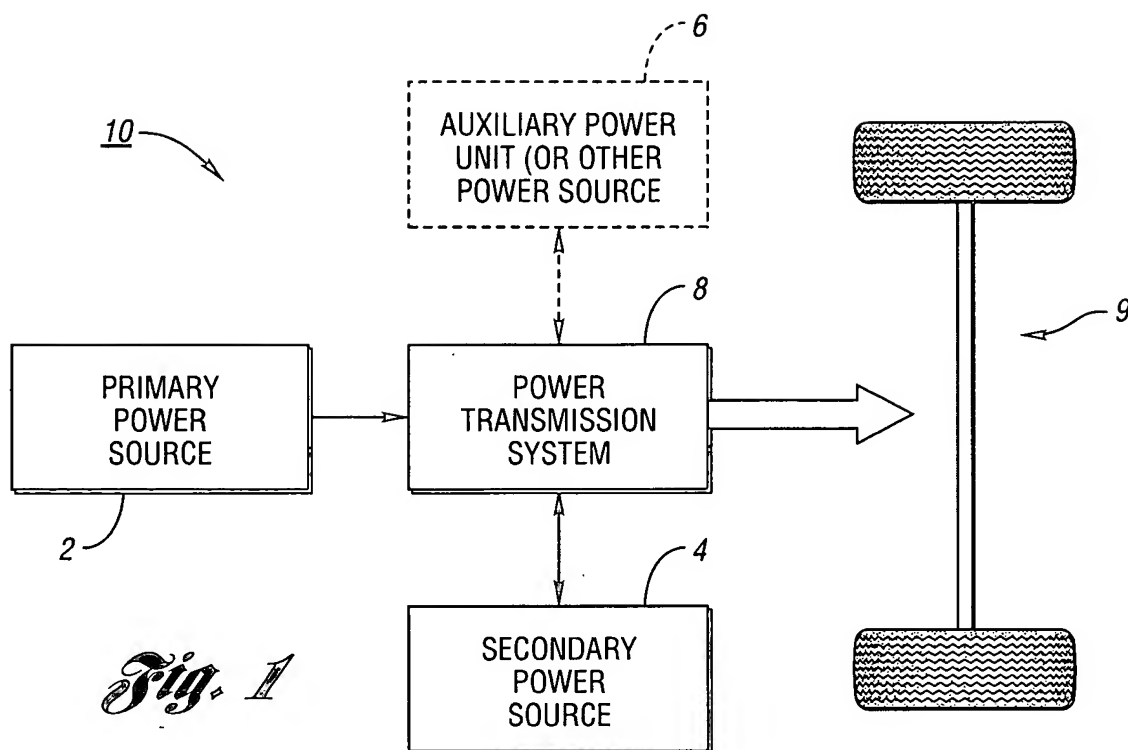 6
10
AUXILIARY POWER
UNIT (OR OTHER
POWER SOURCE
8
9
PRIMARY
POWER
SOURCE
POWER
TRANSMISSION
SYSTEM
2
4
SECONDARY
POWER
SOURCE
Fig. 1